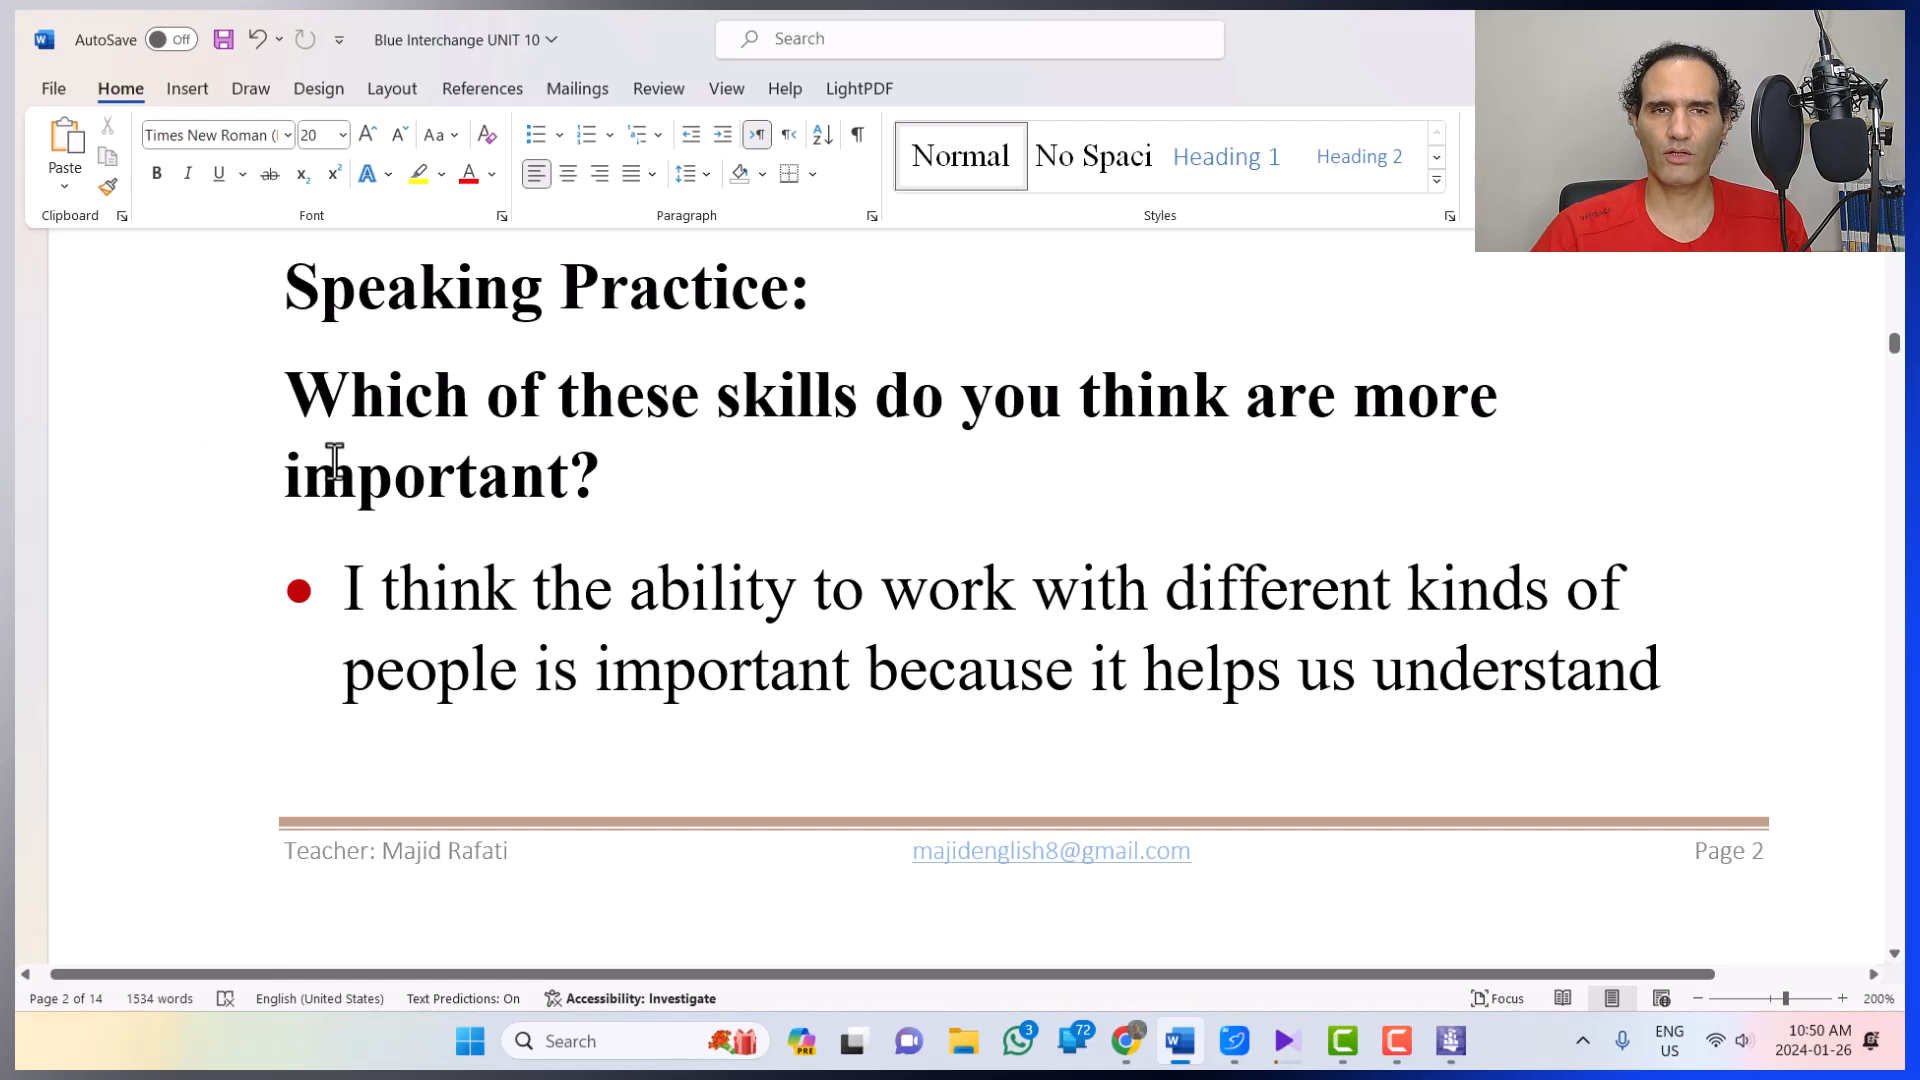 AutoSave Off Blue Interchange UNIT 10 Search
File Home Insert Draw Design Layout References Mailings Review View Help LightPDF
Paste
Times New Roman ( 20
Normal No Spaci Heading 1 Heading 2
Clipboard Font Paragraph Styles
Speaking Practice:
Which of these skills do you think are more
important?
I think the ability to work with different kinds of
people is important because it helps us understand
Teacher: Majid Rafati majidenglish8@gmail.com Page 2
Page 2 of 14 1534 words English (United States) Text Predictions: On Accessibility: Investigate Focus 200%
Search PRE 3 72 ENG
US
10:50 AM
2024-01-26